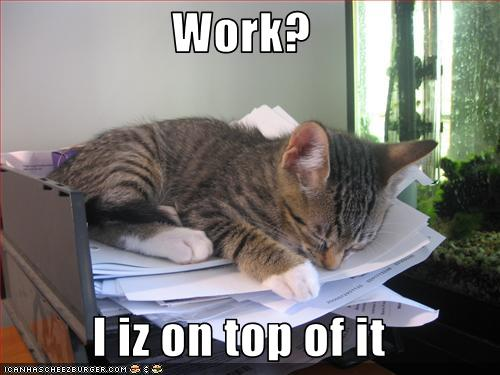 Work?
I iz on top of it
ICANHASCHEEZBURGER.COM